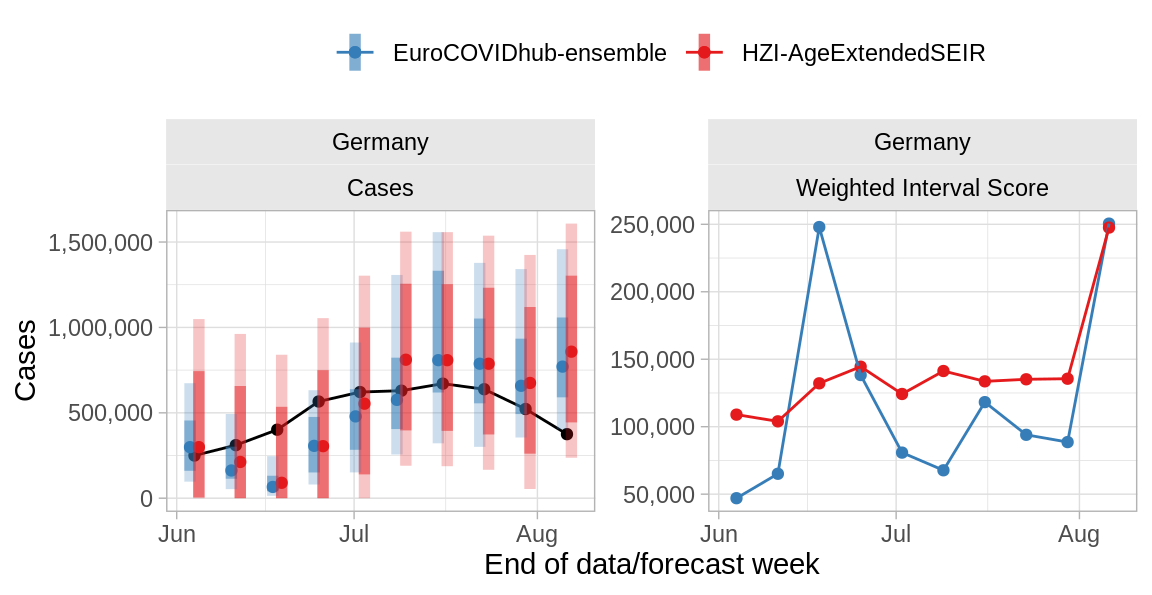 EuroCOVIDhub-ensemble HZI-AgeExtendedSEIR
Germany
Cases
Germany
Weighted Interval Score
Cases
1,500,000
1,000,000
500,000
0
Jun Jul Aug
250,000
200,000
150,000
100,000
50,000
Jun Jul Aug
End of data/forecast week